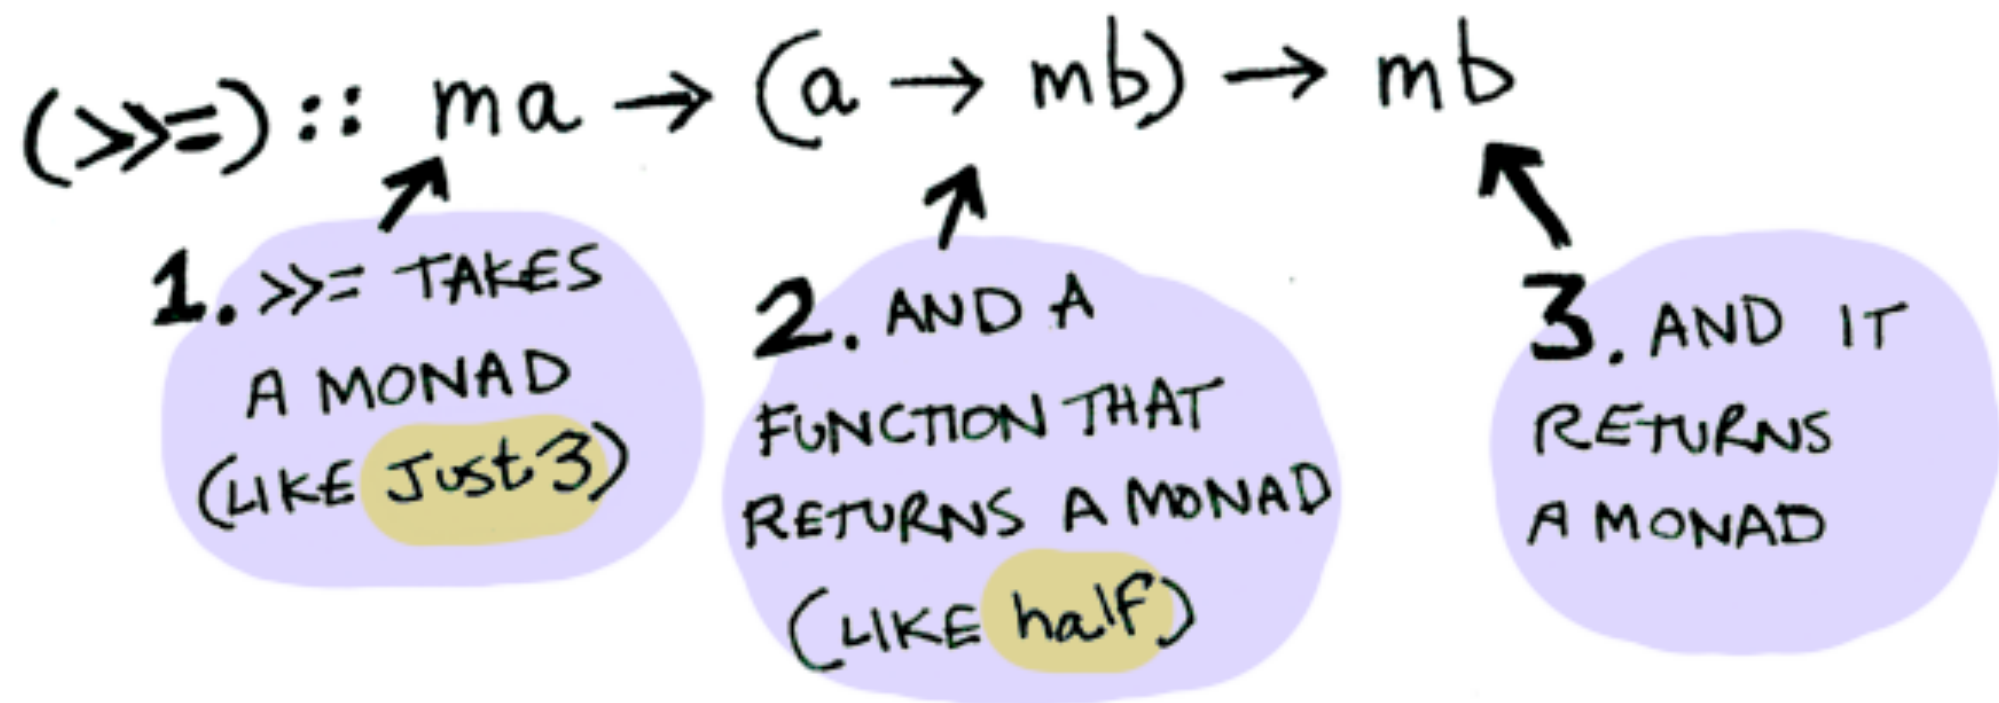 (>>=) :: ma → (a → mb) → mb
1. >>= TAKES
A MONAD
(LIKE Just 3)
2. AND A
FUNCTION THAT
RETURNS A MONAD
(LIKE half)
3. AND IT
RETURNS
A MONAD